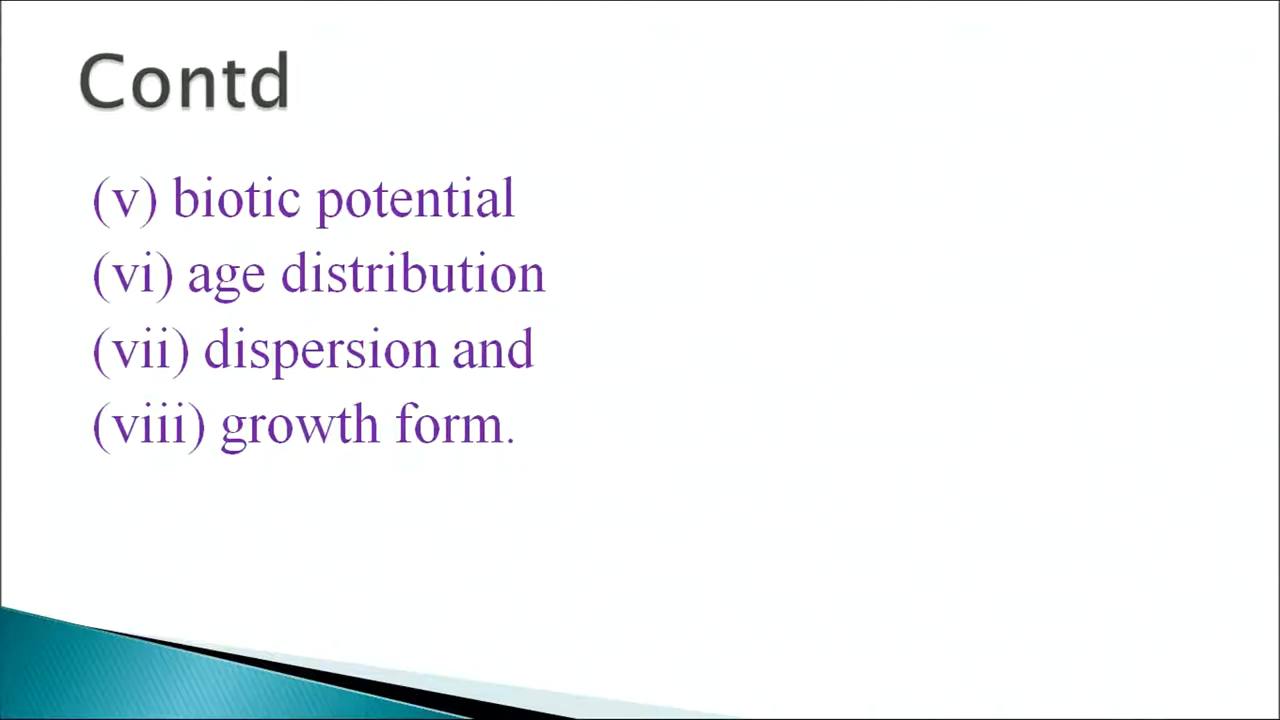 Contd
(v) biotic potential
(vi) age distribution
(vii) dispersion and
(viii) growth form.